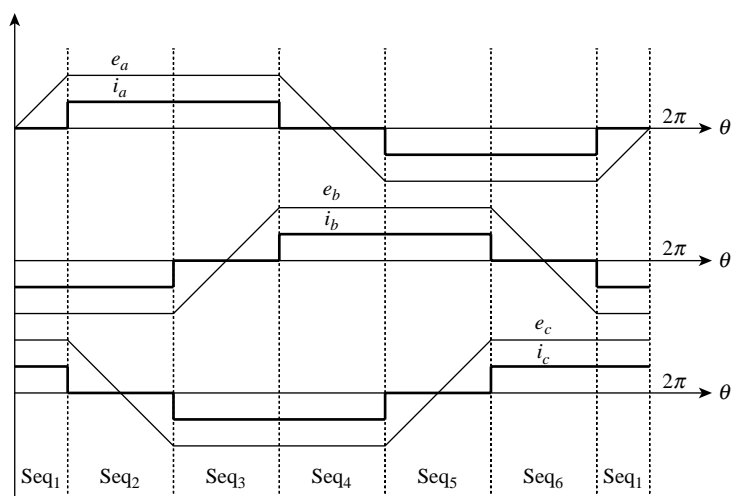 e_a
i_a
2π
θ
e_b
i_b
2π
θ
e_c
i_c
2π
θ
Seq₁ Seq₂ Seq₃ Seq₄ Seq₅ Seq₆ Seq₁